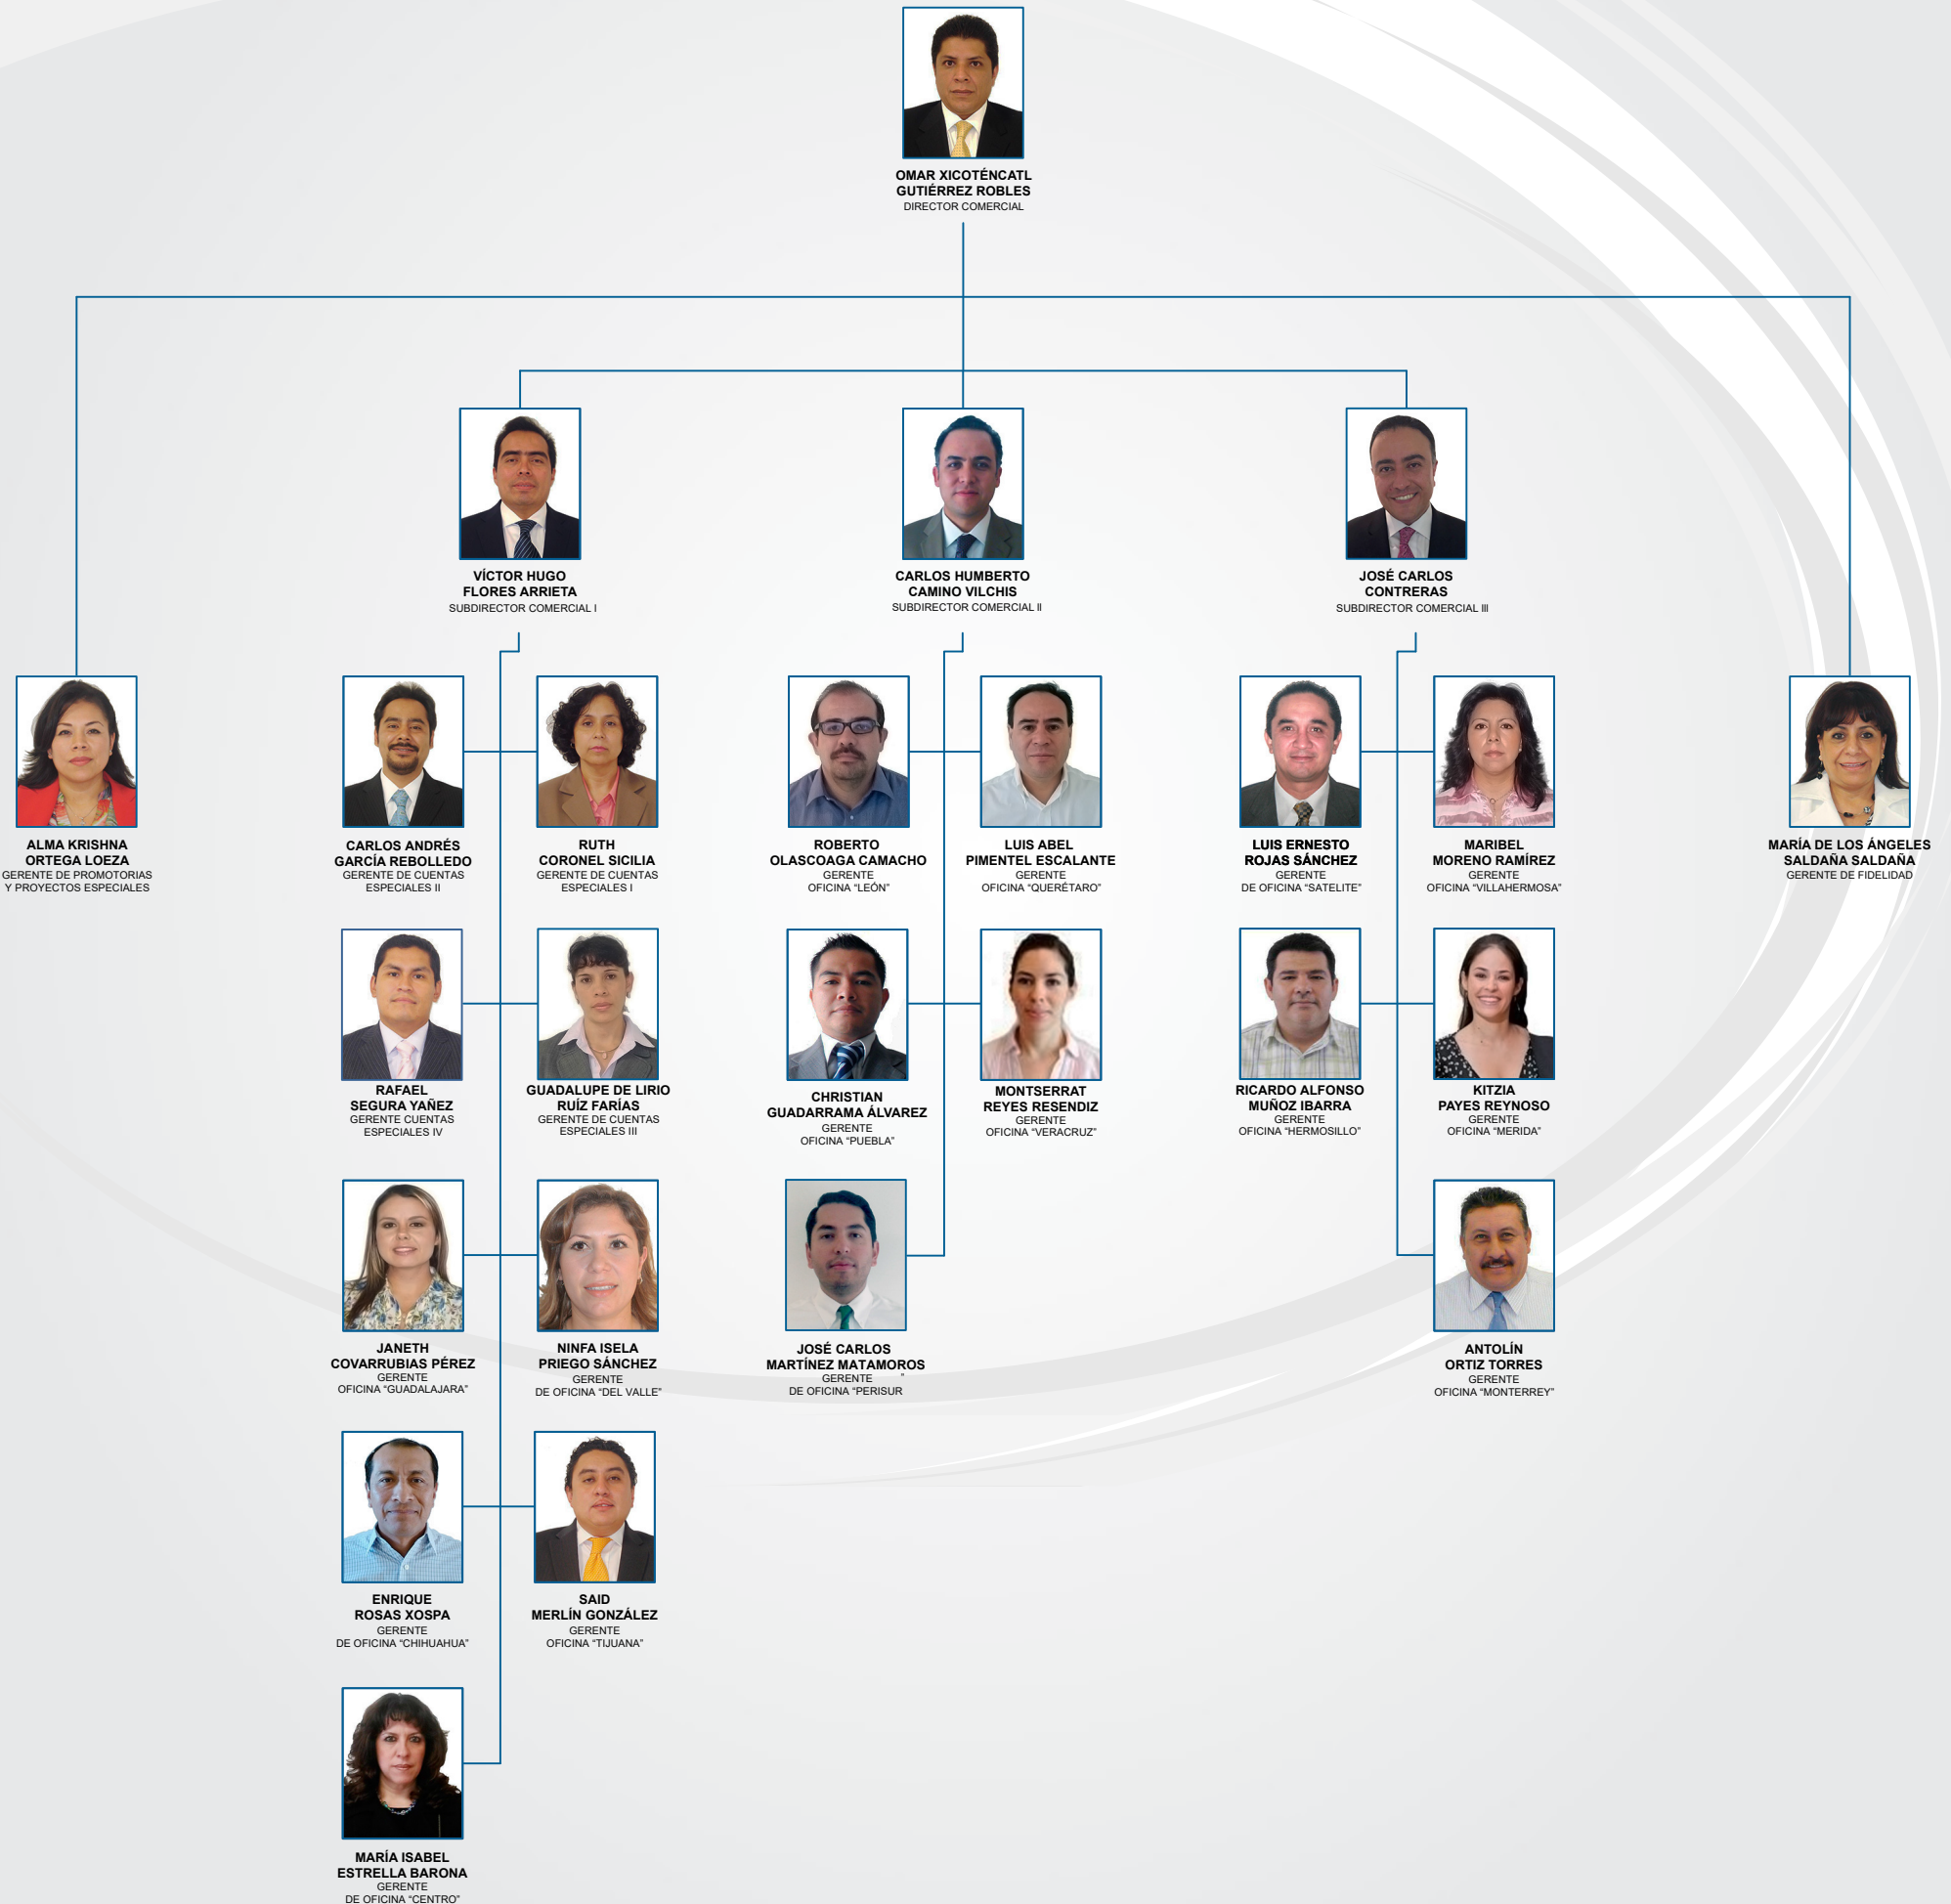 OMAR XICOTÉNCATL
GUTIÉRREZ ROBLES
DIRECTOR COMERCIAL
VÍCTOR HUGO
FLORES ARRIETA
SUBDIRECTOR COMERCIAL I
CARLOS HUMBERTO
CAMINO VILCHIS
SUBDIRECTOR COMERCIAL II
JOSÉ CARLOS
CONTRERAS
SUBDIRECTOR COMERCIAL III
ALMA KRISHNA
ORTEGA LOEZA
GERENTE DE PROMOTORIAS
Y PROYECTOS ESPECIALES
CARLOS ANDRÉS
GARCÍA REBOLLEDO
GERENTE DE CUENTAS
ESPECIALES II
RUTH
CORONEL SICILIA
GERENTE DE CUENTAS
ESPECIALES I
ROBERTO
OLASCOAGA CAMACHO
GERENTE
OFICINA “LEÓN”
LUIS ABEL
PIMENTEL ESCALANTE
GERENTE
OFICINA “QUERÉTARO”
LUIS ERNESTO
ROJAS SÁNCHEZ
GERENTE
DE OFICINA “SATELITE”
MARIBEL
MORENO RAMÍREZ
GERENTE
OFICINA “VILLAHERMOSA”
MARÍA DE LOS ÁNGELES
SALDAÑA SALDAÑA
GERENTE DE FIDELIDAD
RAFAEL
SEGURA YAÑEZ
GERENTE CUENTAS
ESPECIALES IV
GUADALUPE DE LIRIO
RUÍZ FARÍAS
GERENTE DE CUENTAS
ESPECIALES III
CHRISTIAN
GUADARRAMA ÁLVAREZ
GERENTE
OFICINA “PUEBLA”
MONTSERRAT
REYES RESENDIZ
GERENTE
OFICINA “VERACRUZ”
RICARDO ALFONSO
MUÑOZ IBARRA
GERENTE
OFICINA “HERMOSILLO”
KITZIA
PAYES REYNOSO
GERENTE
OFICINA “MERIDA”
JANETH
COVARRUBIAS PÉREZ
GERENTE
OFICINA “GUADALAJARA”
NINFA ISELA
PRIEGO SÁNCHEZ
GERENTE
DE OFICINA “DEL VALLE”
JOSÉ CARLOS
MARTÍNEZ MATAMOROS
GERENTE ”
DE OFICINA “PERISUR
ANTOLÍN
ORTIZ TORRES
GERENTE
OFICINA “MONTERREY”
ENRIQUE
ROSAS XOSPA
GERENTE
DE OFICINA “CHIHUAHUA”
SAID
MERLÍN GONZÁLEZ
GERENTE
OFICINA “TIJUANA”
MARÍA ISABEL
ESTRELLA BARONA
GERENTE
DE OFICINA “CENTRO”